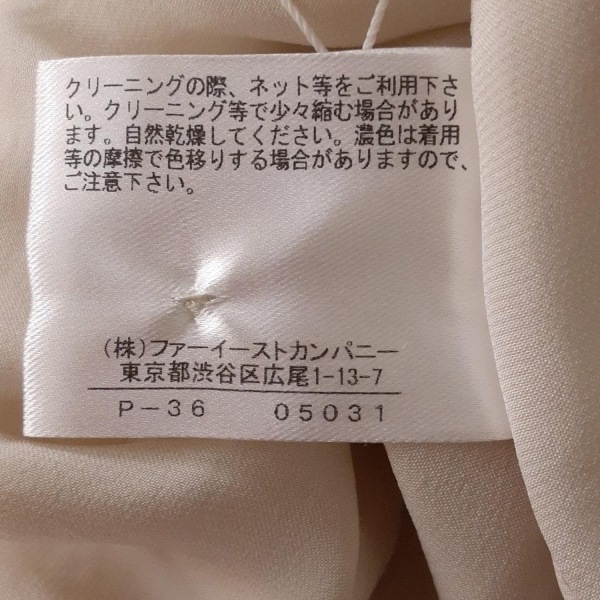 クリーニングの際、ネット等をご利用下さ
い。クリーニング等で少々縮む場合があり
ます。自然乾燥してください。濃色は着用
等の摩擦で色移りする場合がありますので、
ご注意下さい。
(株)ファーイーストカンパニー
東京都渋谷区広尾1-13-7
P-36 05031